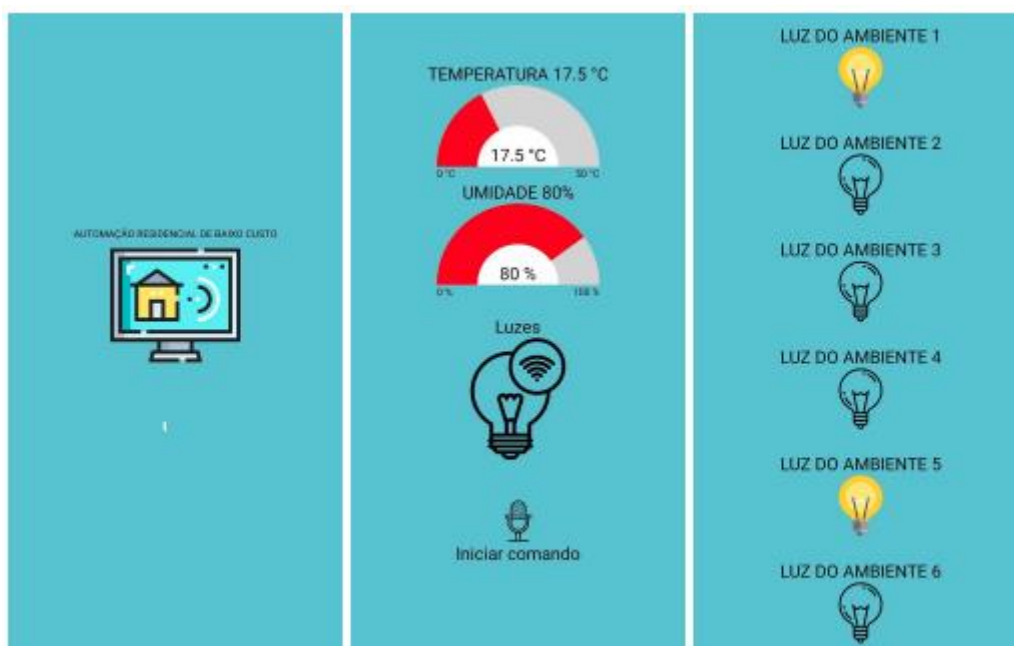 AUTOMAÇÃO RESIDENCIAL DE BAIXO CUSTO
TEMPERATURA 17.5 °C
17.5 °C
0 °C
50 °C
UMIDADE 80%
80 %
0 %
100 %
Luzes
Iniciar comando
LUZ DO AMBIENTE 1
LUZ DO AMBIENTE 2
LUZ DO AMBIENTE 3
LUZ DO AMBIENTE 4
LUZ DO AMBIENTE 5
LUZ DO AMBIENTE 6